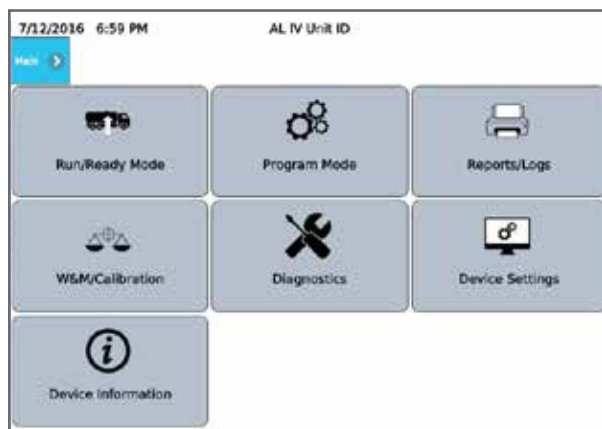 7/12/2016 6:59 PM AL IV Unit ID
Main
Run/Ready Mode Program Mode Reports/Logs
W&M/Calibration Diagnostics Device Settings
Device Information